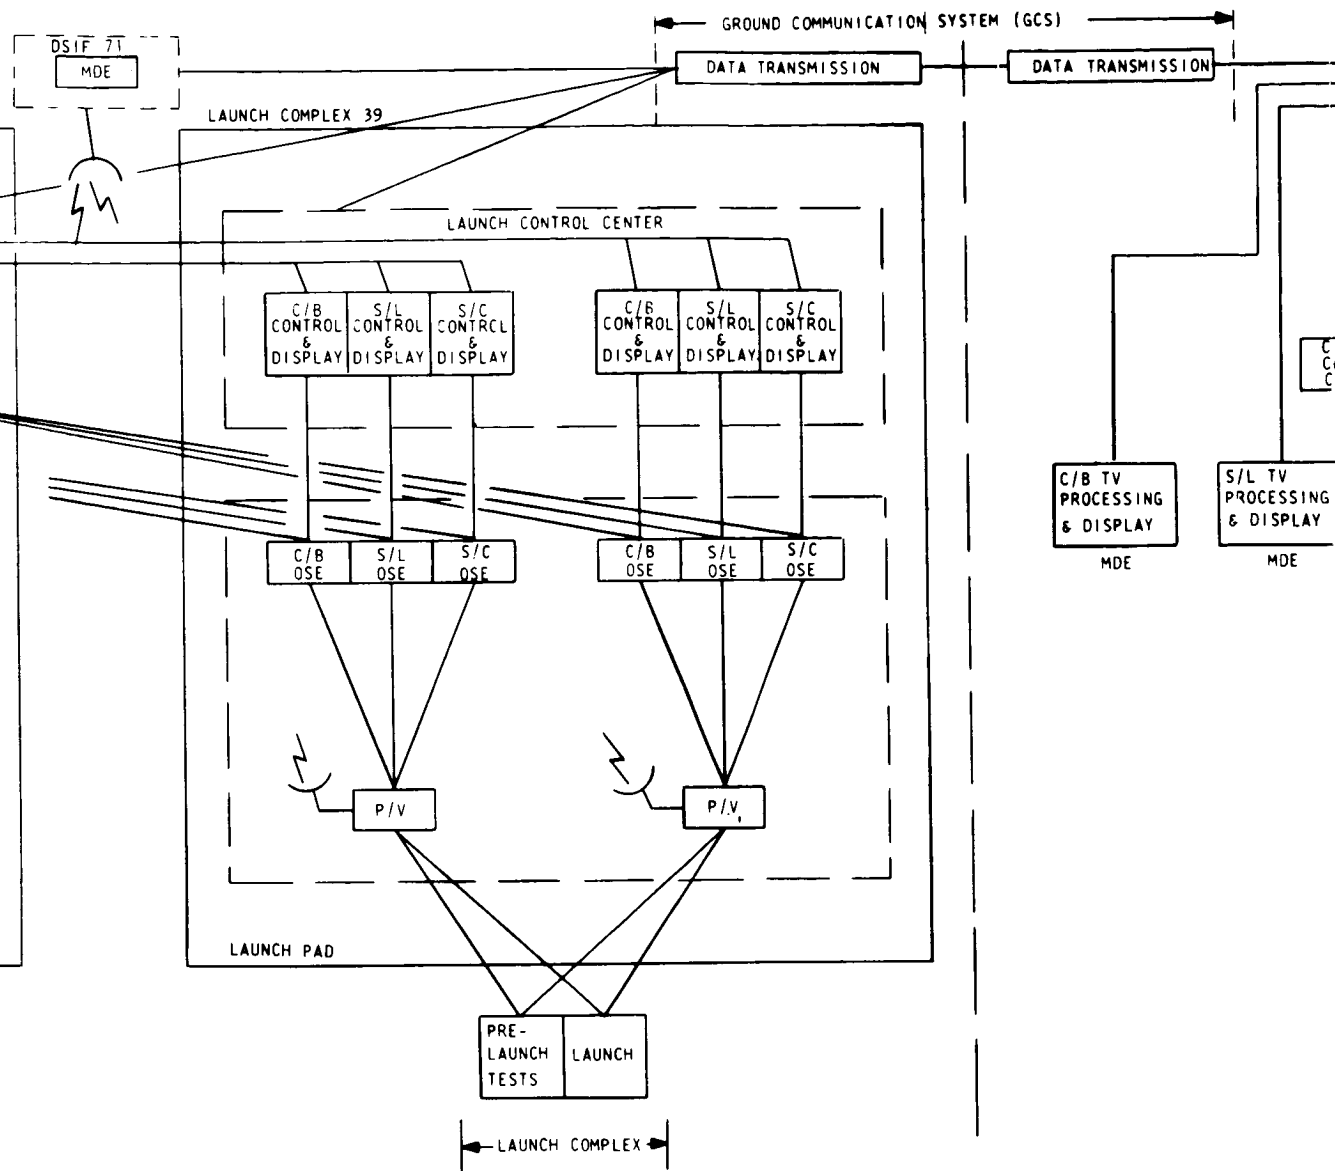 GROUND COMMUNICATION SYSTEM (GCS)
DSIF 71
MDE
DATA TRANSMISSION
DATA TRANSMISSION
LAUNCH COMPLEX 39
LAUNCH CONTROL CENTER
C/B
CONTROL
&
DISPLAY
S/L
CONTROL
&
DISPLAY
S/C
CONTROL
&
DISPLAY
C/B
CONTROL
&
DISPLAY
S/L
CONTROL
&
DISPLAY
S/C
CONTROL
&
DISPLAY
C/B TV
PROCESSING
& DISPLAY
MDE
S/L TV
PROCESSING
& DISPLAY
MDE
C/B
OSE
S/L
OSE
S/C
OSE
C/B
OSE
S/L
OSE
S/C
OSE
P/V
P/V
LAUNCH PAD
PRE-
LAUNCH
TESTS
LAUNCH
LAUNCH COMPLEX